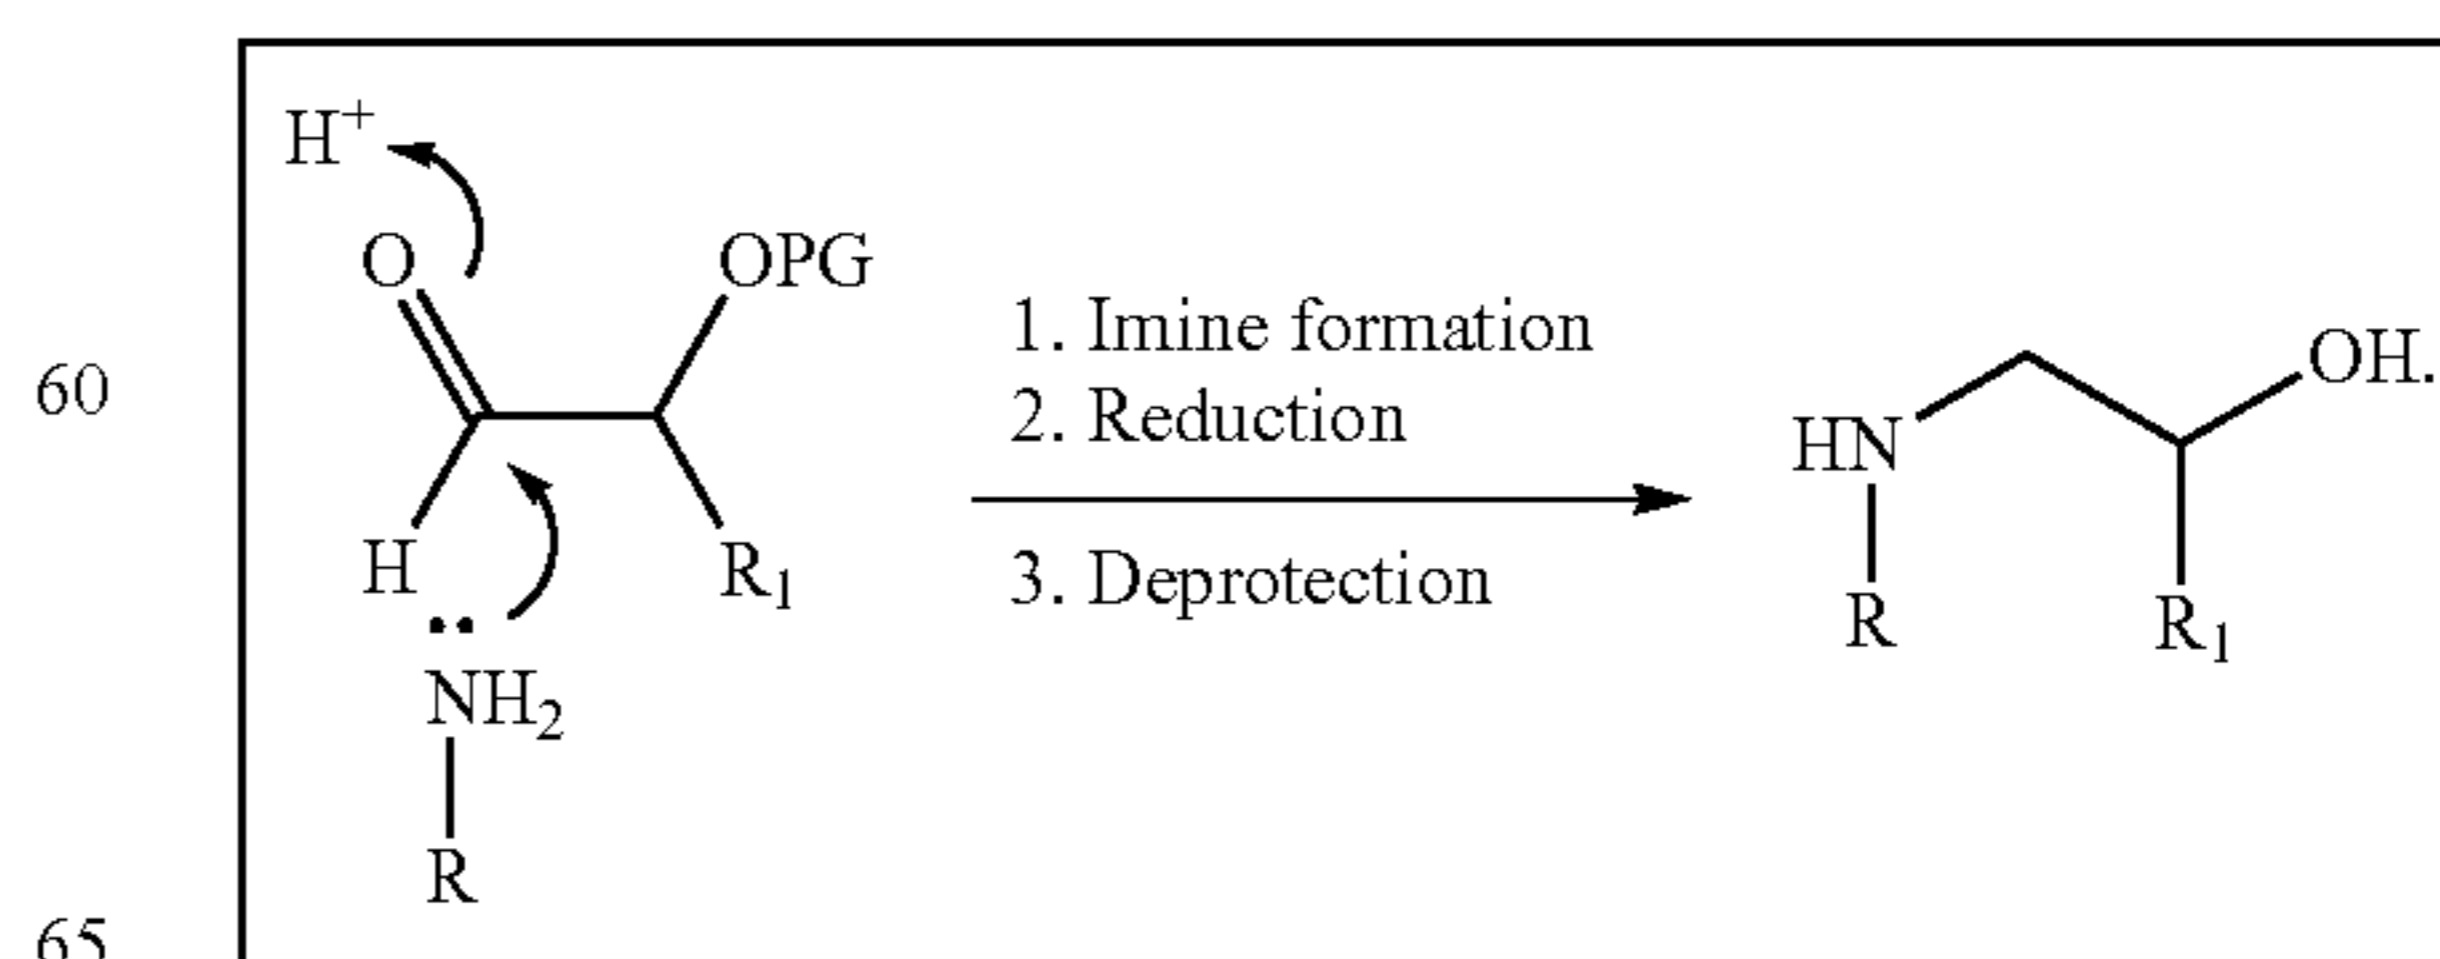 H+
O
OPG
1. Imine formation
60
OH.
2. Reduction
HN
H
R1
3. Deprotection
R
R1
NH2
R
65